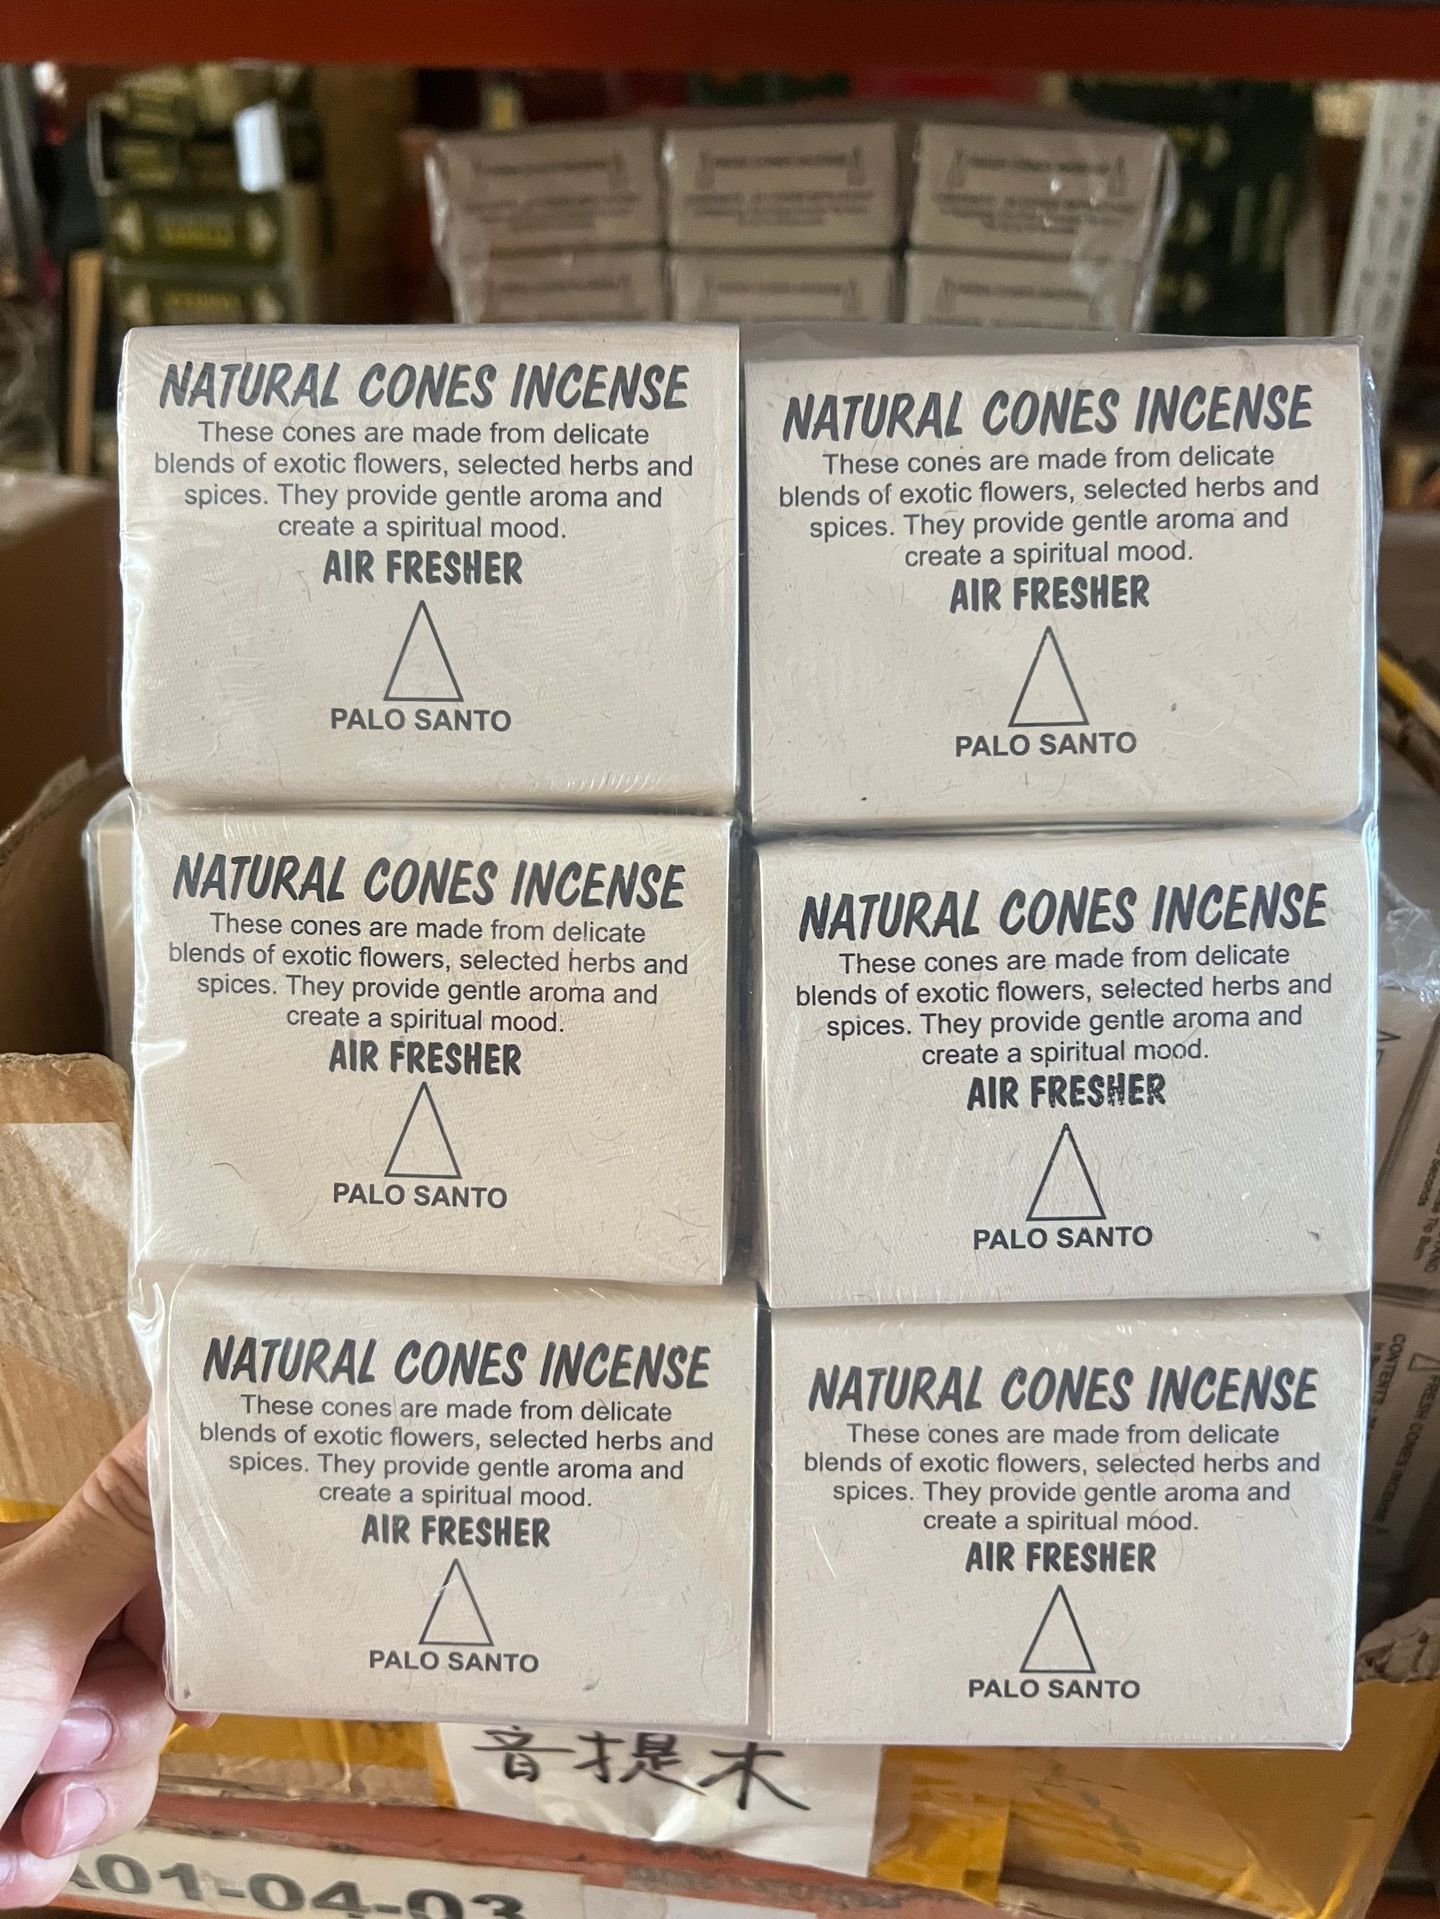 NATURAL CONES INCENSE
These cones are made from delicate
blends of exotic flowers, selected herbs and
spices. They provide gentle aroma and
create a spiritual mood.
AIR FRESHER
PALO SANTO
NATURAL CONES INCENSE
These cones are made from delicate
blends of exotic flowers, selected herbs and
spices. They provide gentle aroma and
create a spiritual mood.
AIR FRESHER
PALO SANTO
NATURAL CONES INCENSE
These cones are made from delicate
blends of exotic flowers, selected herbs and
spices. They provide gentle aroma and
create a spiritual mood.
AIR FRESHER
PALO SANTO
NATURAL CONES INCENSE
These cones are made from delicate
blends of exotic flowers, selected herbs and
spices. They provide gentle aroma and
create a spiritual mood.
AIR FRESHER
PALO SANTO
NATURAL CONES INCENSE
These cones are made from delicate
blends of exotic flowers, selected herbs and
spices. They provide gentle aroma and
create a spiritual mood.
AIR FRESHER
PALO SANTO
NATURAL CONES INCENSE
These cones are made from delicate
blends of exotic flowers, selected herbs and
spices. They provide gentle aroma and
create a spiritual mood.
AIR FRESHER
PALO SANTO
CONTENTS
FRESH CONES INCENSE
音提木
01-04-03